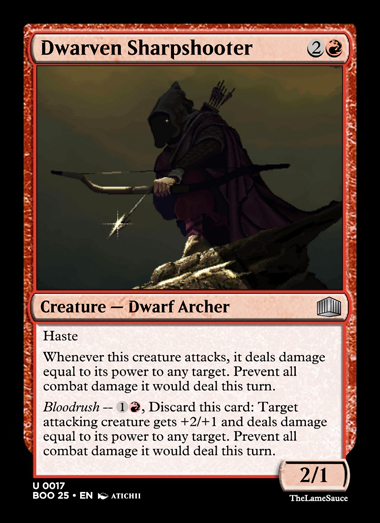 Dwarven Sharpshooter 2
Creature — Dwarf Archer
Haste
Whenever this creature attacks, it deals damage
equal to its power to any target. Prevent all
combat damage it would deal this turn.
Bloodrush -- 1 , Discard this card: Target
attacking creature gets +2/+1 and deals damage
equal to its power to any target. Prevent all
combat damage it would deal this turn.
2/1
U 0017
BOO 25 • EN ATICHII
TheLameSauce